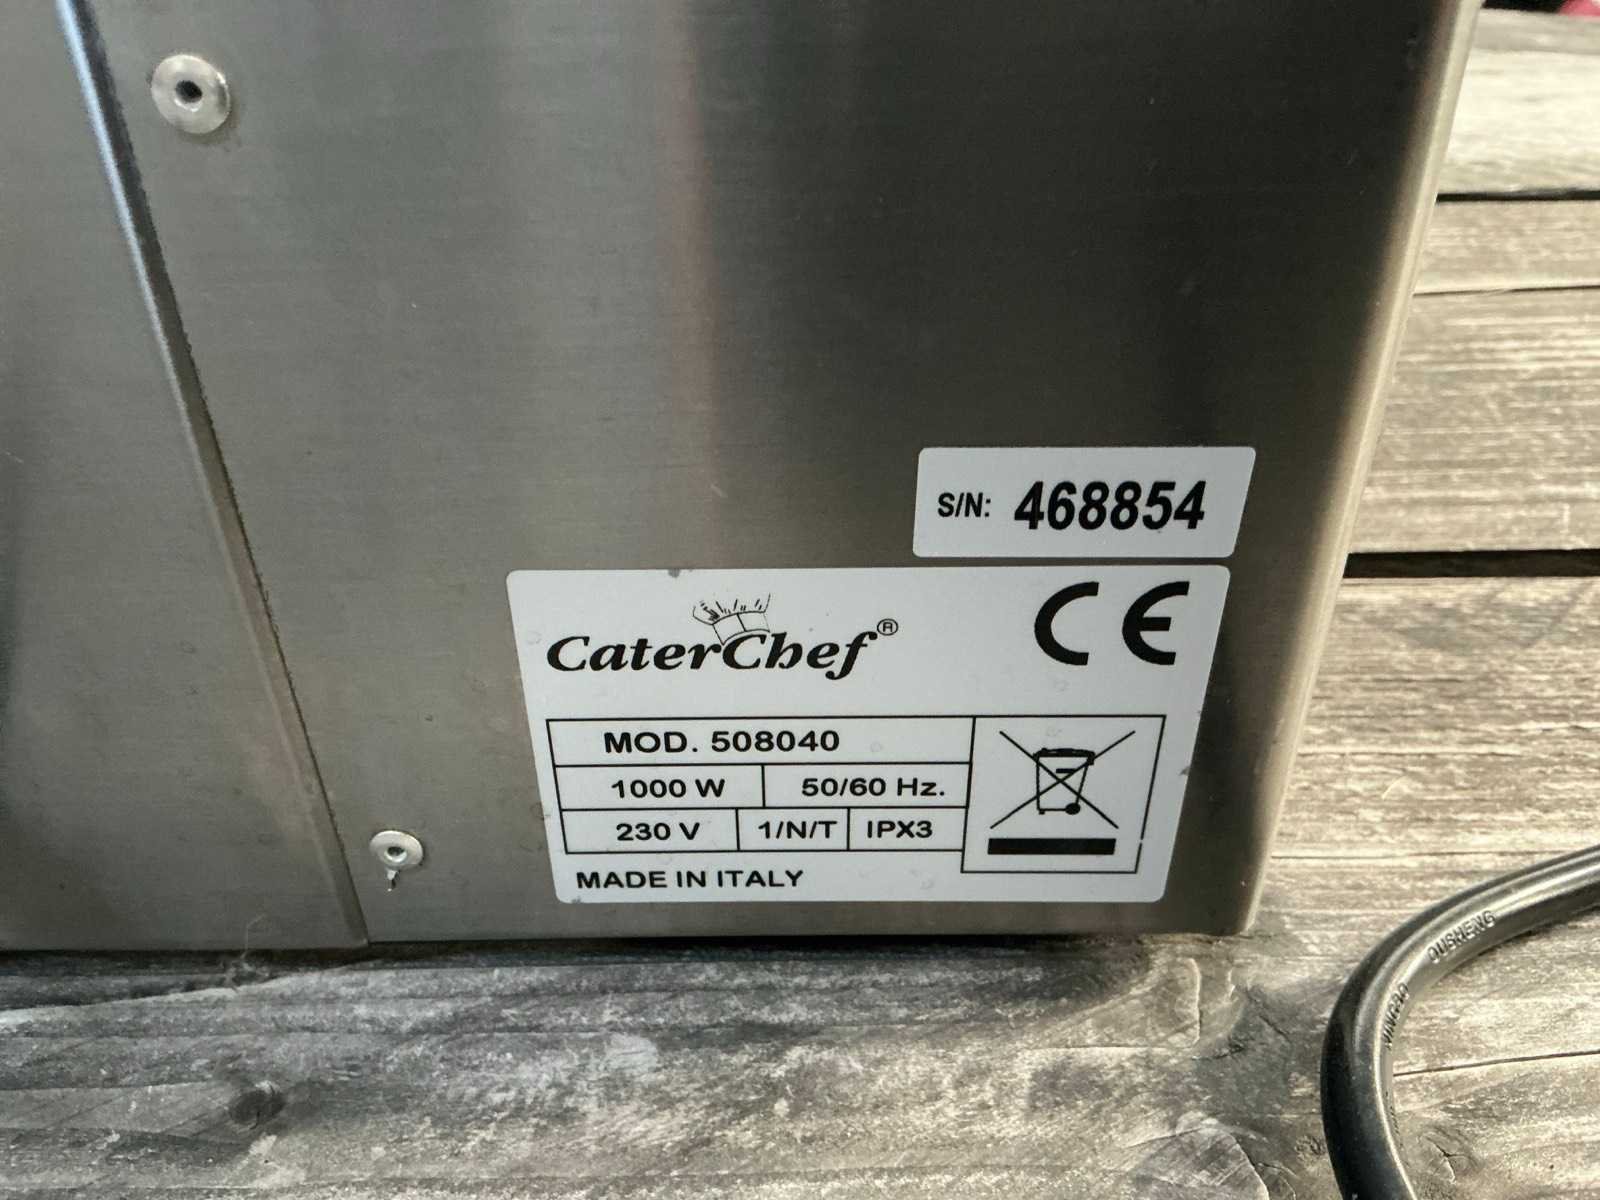 S/N: 468854
CaterChef®
CE
MOD. 508040
1000 W 50/60 Hz.
230 V 1/N/T IPX3
MADE IN ITALY